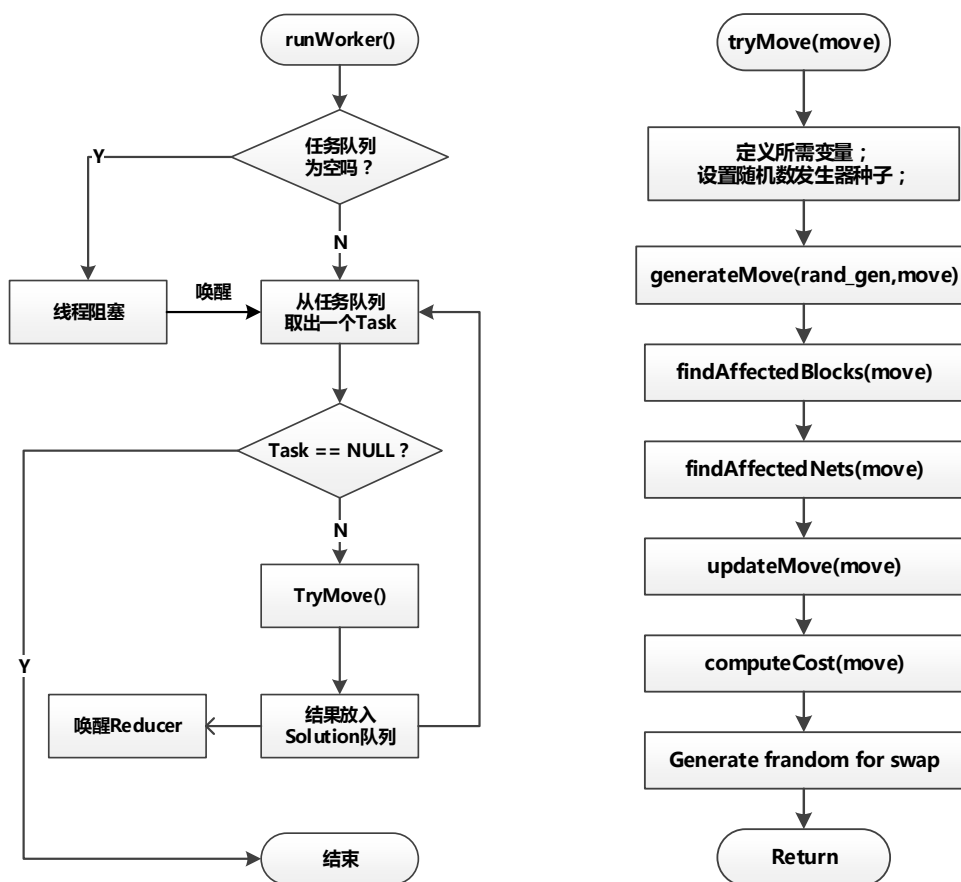 runWorker()
任务队列
为空吗？
Y
N
线程阻塞
唤醒
从任务队列
取出一个Task
Task == NULL？
N
TryMove()
Y
唤醒Reducer
结果放入
Solution队列
结束
tryMove(move)
定义所需变量；
设置随机数发生器种子；
generateMove(rand_gen,move)
findAffectedBlocks(move)
findAffectedNets(move)
updateMove(move)
computeCost(move)
Generate frandom for swap
Return